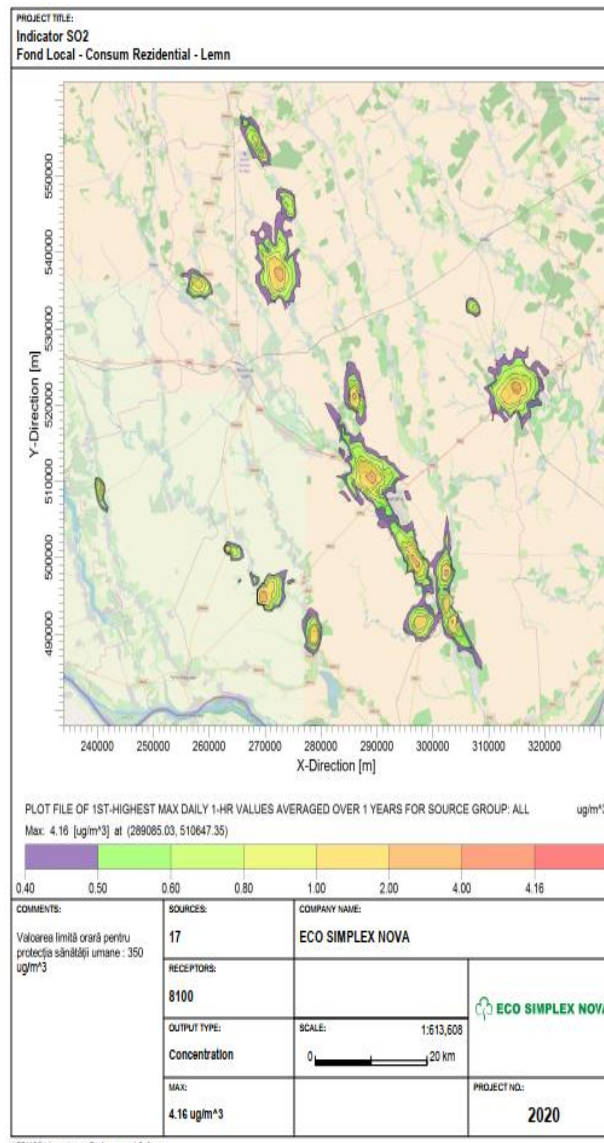 PROJECT TITLE:
Indicator SO2
Fond Local - Consum Rezidential - Lemn
Y-Direction [m]
550000
540000
530000
520000
510000
500000
490000
240000 250000 260000 270000 280000 290000 300000 310000 320000
X-Direction [m]
PLOT FILE OF 1ST-HIGHEST MAX DAILY 1-HR VALUES AVERAGED OVER 1 YEARS FOR SOURCE GROUP: ALL ug/m^3
Max: 4.16 [ug/m^3] at (289085.03, 510647.35)
0.40 0.50 0.60 0.80 1.00 2.00 4.00 4.16
COMMENTS:
Valoarea limită orară pentru
protecția sănătății umane : 350
ug/m^3
SOURCES:
17
COMPANY NAME:
ECO SIMPLEX NOVA
RECEPTORS:
8100
OUTPUT TYPE:
Concentration
SCALE: 1:613,608
0 20 km
ECO SIMPLEX NOVA
MAX:
4.16 ug/m^3
PROJECT NO.:
2020